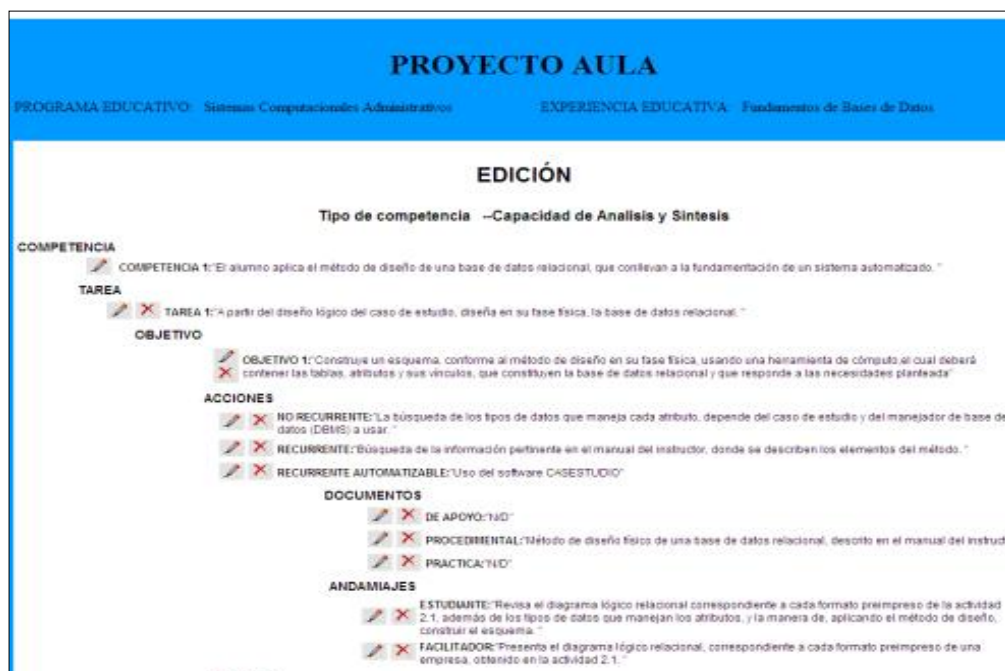 PROYECTO AULA
PROGRAMA EDUCATIVO: Sistemas Computacionales Administrativos EXPERIENCIA EDUCATIVA: Fundamentos de Bases de Datos
EDICIÓN
Tipo de competencia --Capacidad de Analisis y Sintesis
COMPETENCIA
COMPETENCIA 1:"El alumno aplica el método de diseño de una base de datos relacional, que conllevan a la fundamentación de un sistema automatizado. "
TAREA
TAREA 1:"A partir del diseño lógico del caso de estudio, diseña en su fase física, la base de datos relacional. "
OBJETIVO
OBJETIVO 1:"Construye un esquema, conforme al método de diseño en su fase física, usando una herramienta de cómputo,el cual deberá
contener las tablas, atributos y sus vínculos, que constituyen la base de datos relacional y que responde a las necesidades planteada"
ACCIONES
NO RECURRENTE:"La búsqueda de los tipos de datos que maneja cada atributo, depende del caso de estudio y del manejador de base de
datos (DBMS) a usar. "
RECURRENTE:"Búsqueda de la información pertinente en el manual del instructor, donde se describen los elementos del método. "
RECURRENTE AUTOMATIZABLE:"Uso del software CASESTUDIO"
DOCUMENTOS
DE APOYO:"N/D"
PROCEDIMENTAL:"Método de diseño físico de una base de datos relacional, descrito en el manual del instruct
PRACTICA:"N/D"
ANDAMIAJES
ESTUDIANTE:"Revisa el diagrama lógico relacional correspondiente a cada formato preimpreso de la actividad
2.1, además de los tipos de datos que manejan los atributos, y la manera de, aplicando el método de diseño,
construir el esquema. "
FACILITADOR:"Presenta el diagrama lógico relacional, correspondiente a cada formato preimpreso de una
empresa, obtenido en la actividad 2.1. "